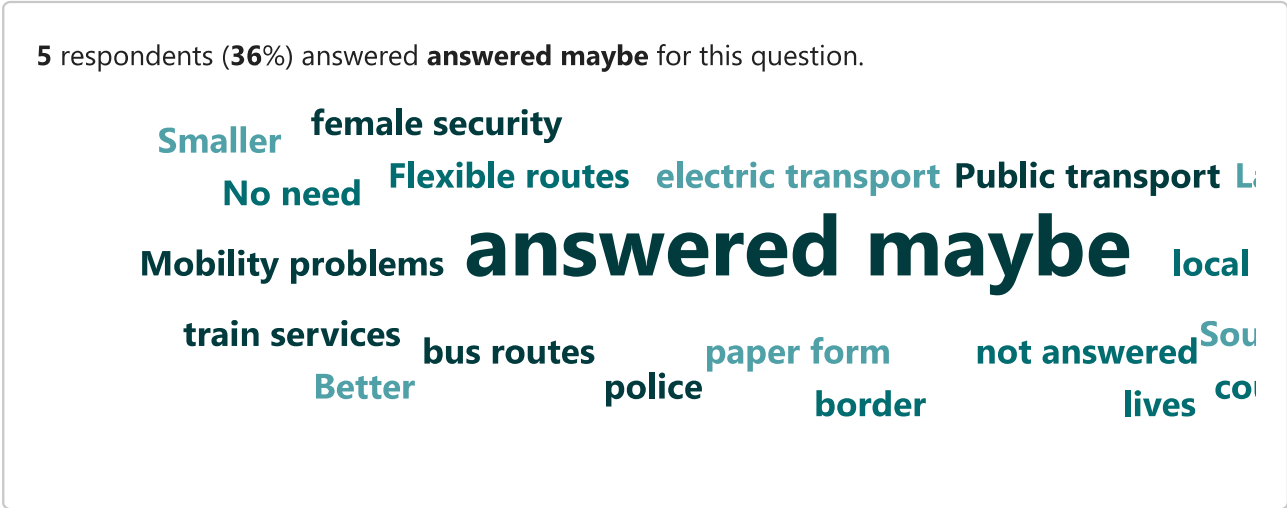 5 respondents (36%) answered answered maybe for this question.
female security
Smaller
Flexible routes electric transport Public transport
No need
answered maybe
Mobility problems local
train services
bus routes paper form not answered
Better police
border lives